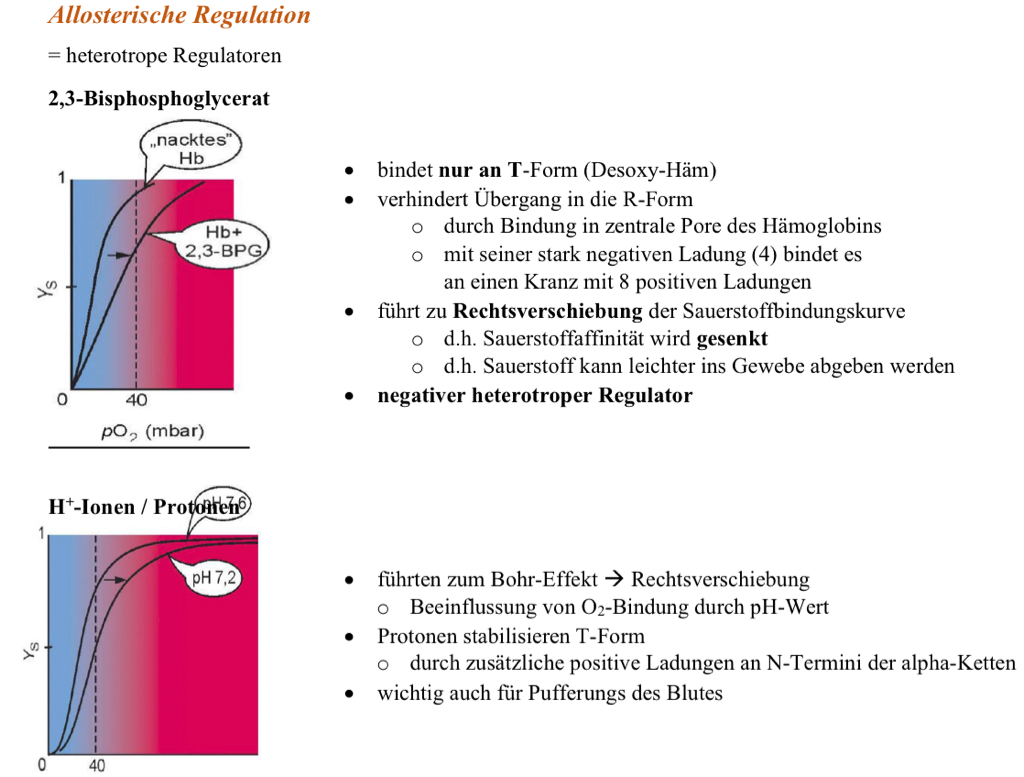 Allosterische Regulation
= heterotrope Regulatoren
2,3-Bisphosphoglycerat
„nacktes”
Hb
1
Hb+
2,3-BPG
YS
0
40
pO2 (mbar)
• bindet nur an T-Form (Desoxy-Häm)
• verhindert Übergang in die R-Form
o durch Bindung in zentrale Pore des Hämoglobins
o mit seiner stark negativen Ladung (4) bindet es
an einen Kranz mit 8 positiven Ladungen
• führt zu Rechtsverschiebung der Sauerstoffbindungskurve
o d.h. Sauerstoffaffinität wird gesenkt
o d.h. Sauerstoff kann leichter ins Gewebe abgeben werden
• negativer heterotroper Regulator
H⁺-Ionen / Protonen
pH 7,6
1
pH 7,2
YS
0
40
• führten zum Bohr-Effekt → Rechtsverschiebung
o Beeinflussung von O₂-Bindung durch pH-Wert
• Protonen stabilisieren T-Form
o durch zusätzliche positive Ladungen an N-Termini der alpha-Ketten
• wichtig auch für Pufferungs des Blutes